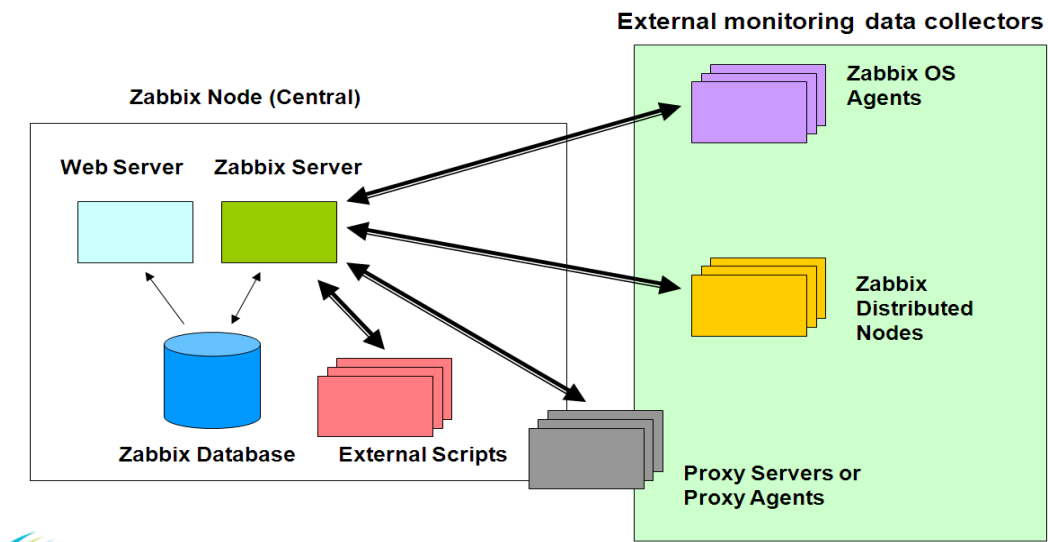 External monitoring data collectors
Zabbix Node (Central)
Zabbix OS
Agents
Web Server
Zabbix Server
Zabbix
Distributed
Nodes
Zabbix Database
External Scripts
Proxy Servers or
Proxy Agents